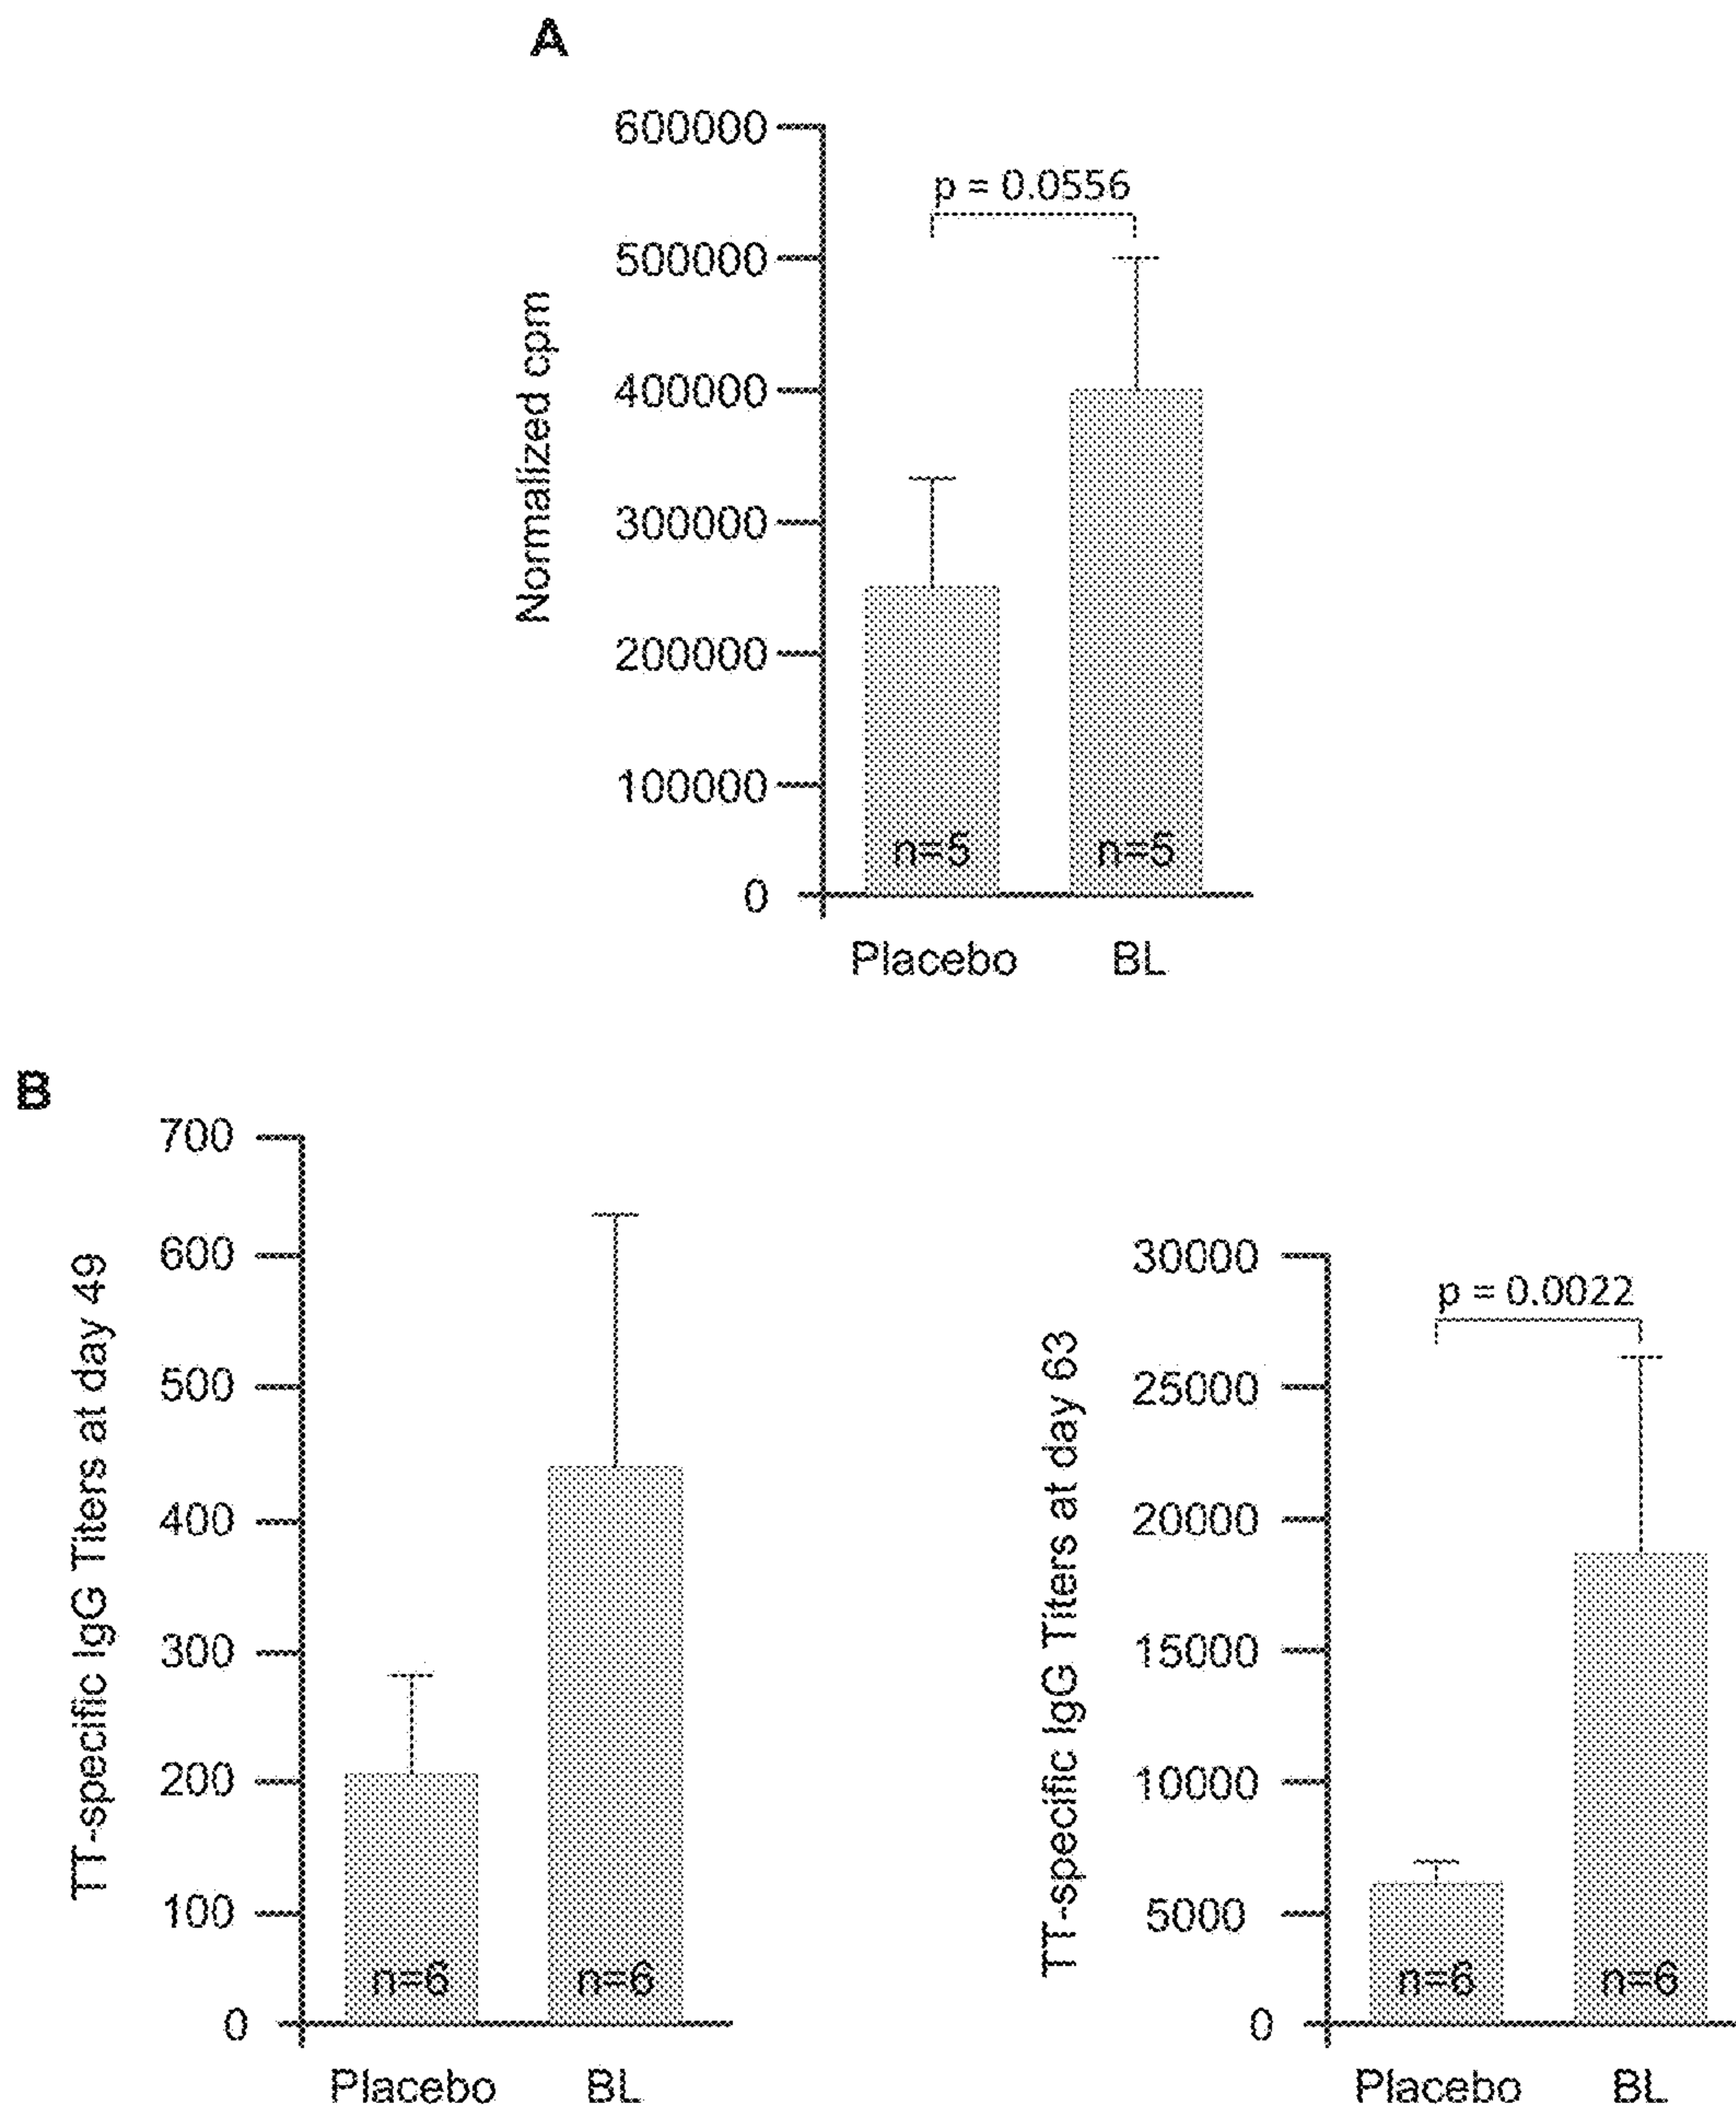 A
600000
p = 0.0556
500000
400000
300000
200000
100000
0
Normalized cpm
n=5
n=5
Placebo
BL
B
700
600
500
400
300
200
100
0
TT-specific IgG Titers at day 49
n=6
n=6
Placebo
BL
30000
p = 0.0022
25000
20000
15000
10000
5000
0
TT-specific IgG Titers at day 63
n=6
n=6
Placebo
BL